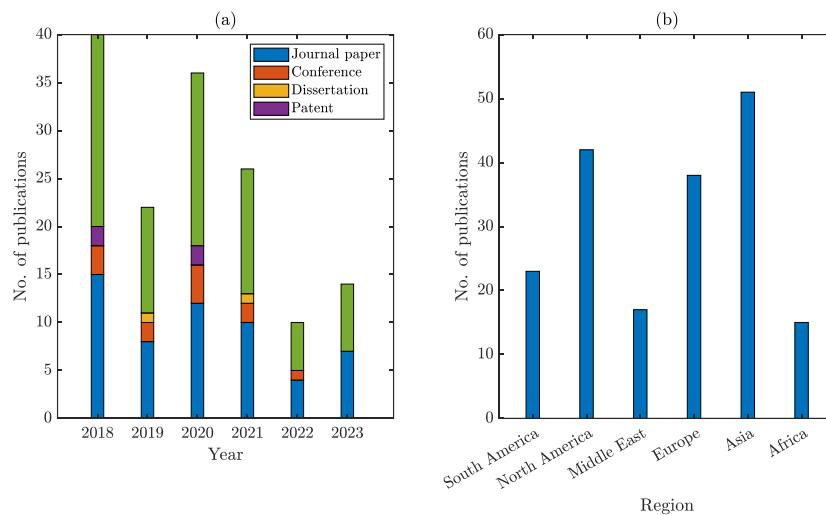 (a)
40
35
30
25
20
15
10
5
0
No. of publications
Journal paper
Conference
Dissertation
Patent
2018 2019 2020 2021 2022 2023
Year
(b)
60
50
40
30
20
10
0
No. of publications
South America
North America
Middle East
Europe
Asia
Africa
Region